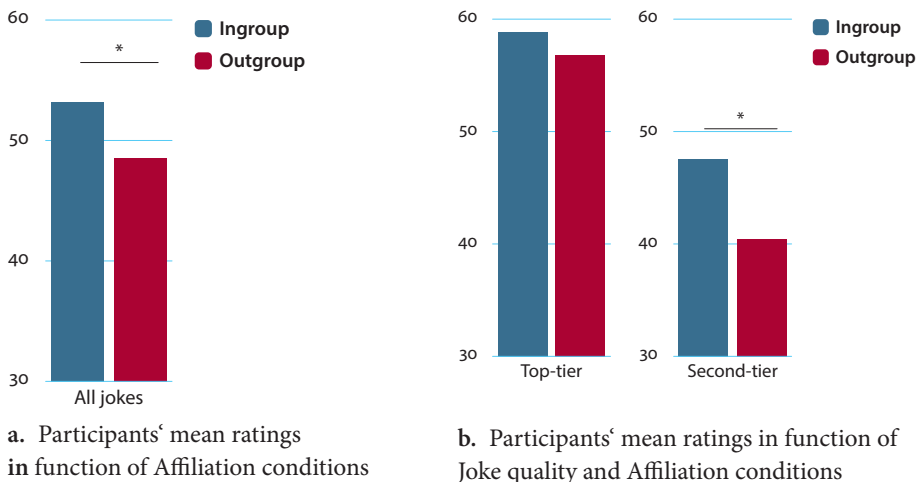 60
50
40
30
*
Ingroup
Outgroup
All jokes
a. Participants‘ mean ratings
in function of Affiliation conditions
60
50
40
30
Top-tier
60
50
40
30
*
Second-tier
Ingroup
Outgroup
b. Participants‘ mean ratings in function of
Joke quality and Affiliation conditions